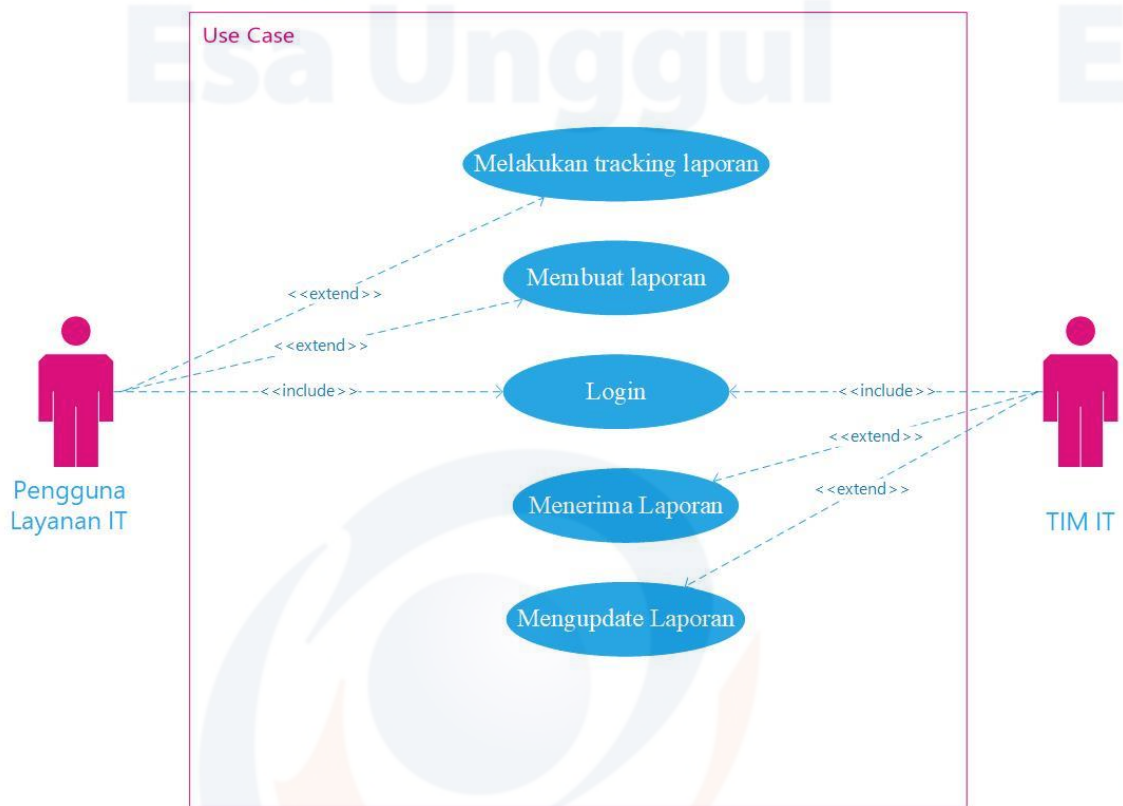 Esa Unggul
E
Use Case
Melakukan tracking laporan
<<extend>>
Membuat laporan
<<extend>>
<<include>>
Login
<<include>>
<<extend>>
Menerima Laporan
<<extend>>
Mengupdate Laporan
Pengguna
Layanan IT
TIM IT